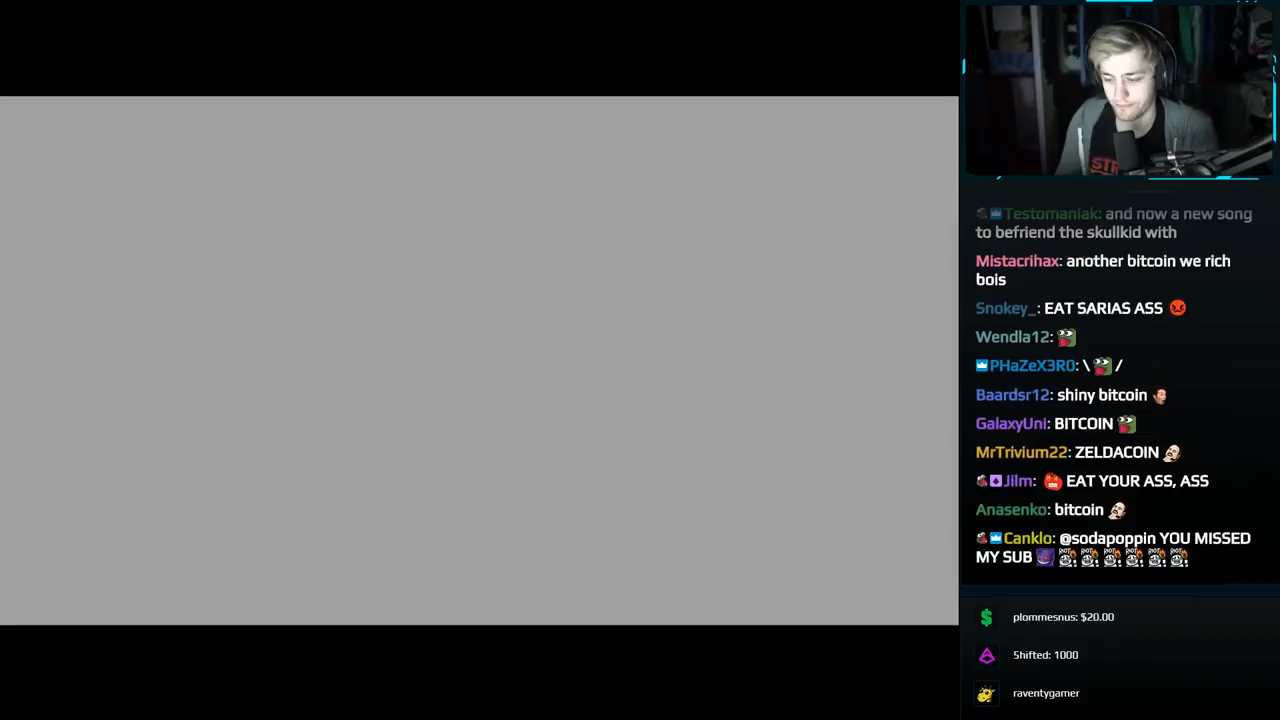 Testomaniak: and now a new song
to befriend the skullkid with
Mistacrihax: another bitcoin we rich
bois
Snokey_: EAT SARIAS ASS
Wendla12:
PHaZeX3R0: \ /
Baardsr12: shiny bitcoin
GalaxyUni: BITCOIN
MrTrivium22: ZELDACOIN
Jilm: EAT YOUR ASS, ASS
Anasenko: bitcoin
Canklo: @sodapoppin YOU MISSED
MY SUB
plommesnus: $20.00
Shifted: 1000
raventygamer